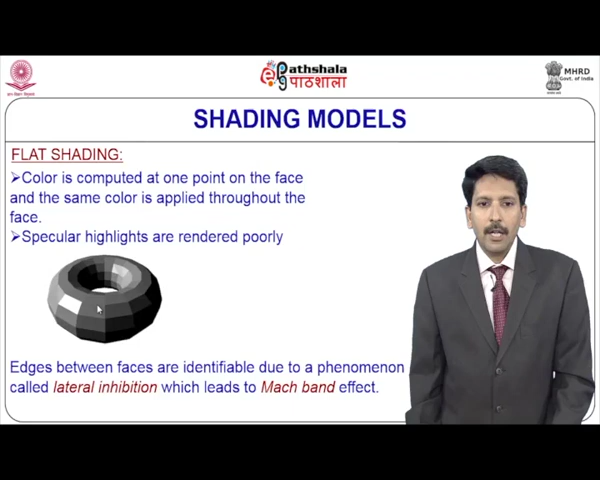 Pathshala
पाठशाला
MHRD
Govt. of India
SHADING MODELS
FLAT SHADING:
➢Color is computed at one point on the face
and the same color is applied throughout the
face.
➢Specular highlights are rendered poorly
Edges between faces are identifiable due to a phenomenon
called lateral inhibition which leads to Mach band effect.